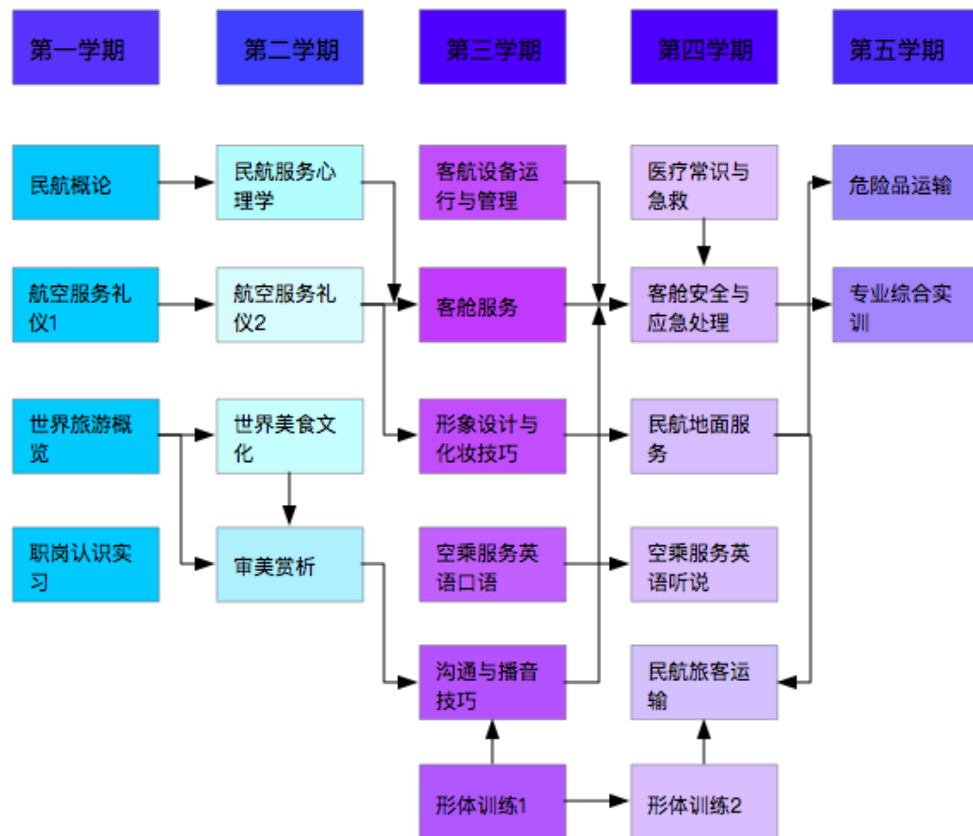 第一学期
第二学期
第三学期
第四学期
第五学期
民航概论
民航服务心
理学
客航设备运
行与管理
医疗常识与
急救
危险品运输
航空服务礼
仪1
航空服务礼
仪2
客舱服务
客舱安全与
应急处理
专业综合实
训
世界旅游概
览
世界美食文
化
形象设计与
化妆技巧
民航地面服
务
职岗认识实
习
审美赏析
空乘服务英
语口语
空乘服务英
语听说
沟通与播音
技巧
民航旅客运
输
形体训练1
形体训练2